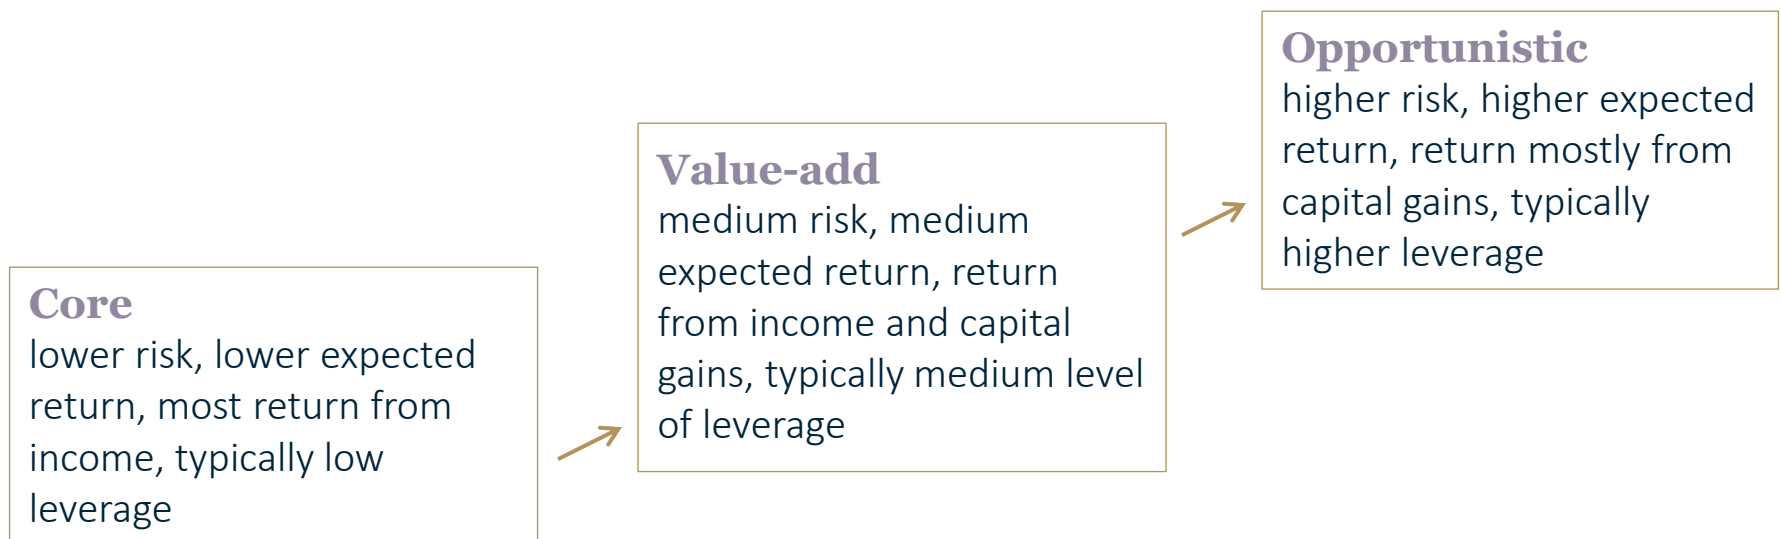 Core
lower risk, lower expected
return, most return from
income, typically low
leverage
Value-add
medium risk, medium
expected return, return
from income and capital
gains, typically medium level
of leverage
Opportunistic
higher risk, higher expected
return, return mostly from
capital gains, typically
higher leverage